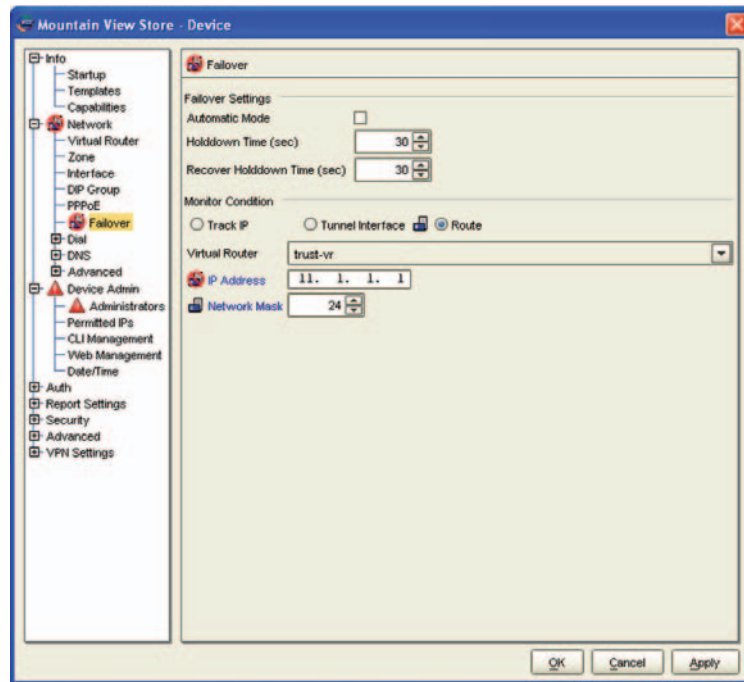 Mountain View Store - Device
Info
Startup
Templates
Capabilities
Network
Virtual Router
Zone
Interface
DIP Group
PPPoE
Failover
Dial
DNS
Advanced
Device Admin
Administrators
Permitted IPs
CLI Management
Web Management
Date/Time
Auth
Report Settings
Security
Advanced
VPN Settings
Failover
Failover Settings
Automatic Mode
Holddown Time (sec) 30
Recover Holddown Time (sec) 30
Monitor Condition
Track IP Tunnel Interface Route
Virtual Router trust-vr
IP Address 11. 1. 1. 1
Network Mask 24
OK Cancel Apply